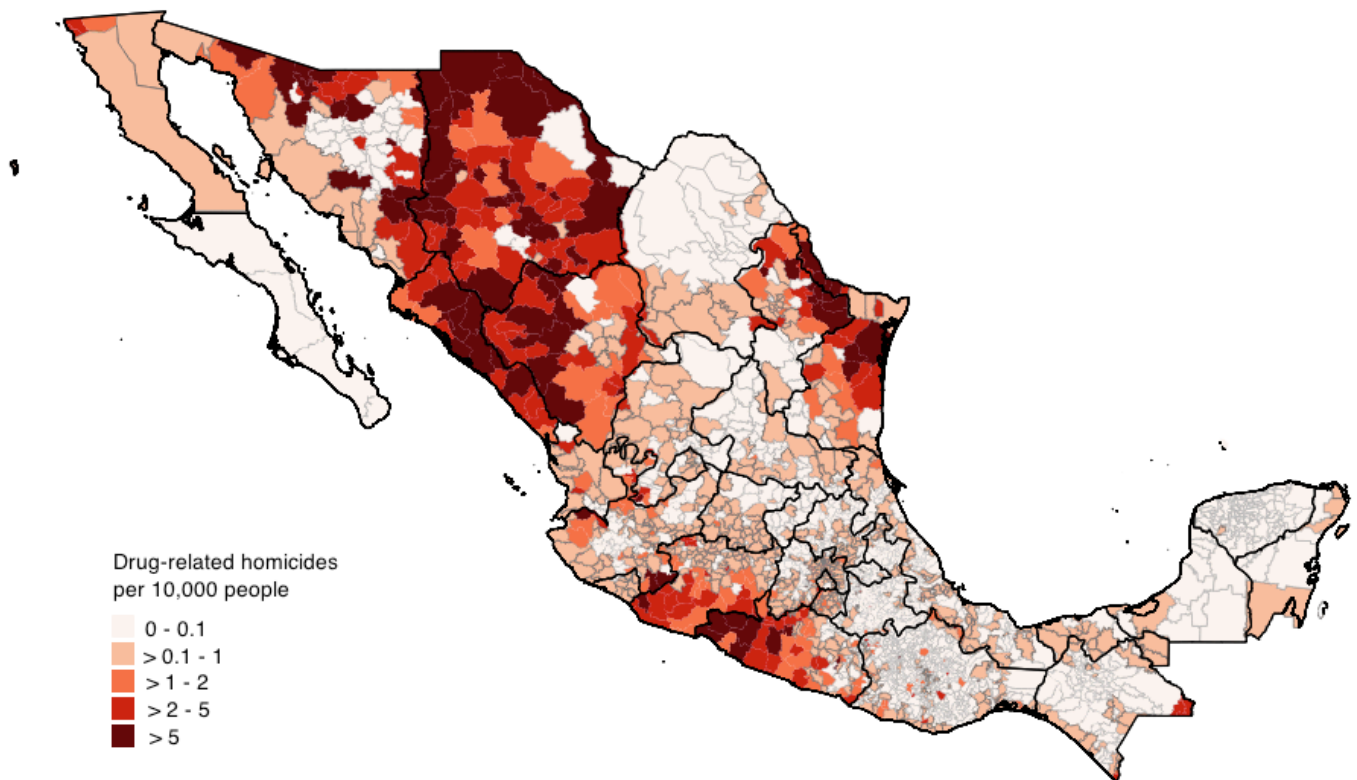 Drug-related homicides
per 10,000 people
0 - 0.1
> 0.1 - 1
> 1 - 2
> 2 - 5
> 5